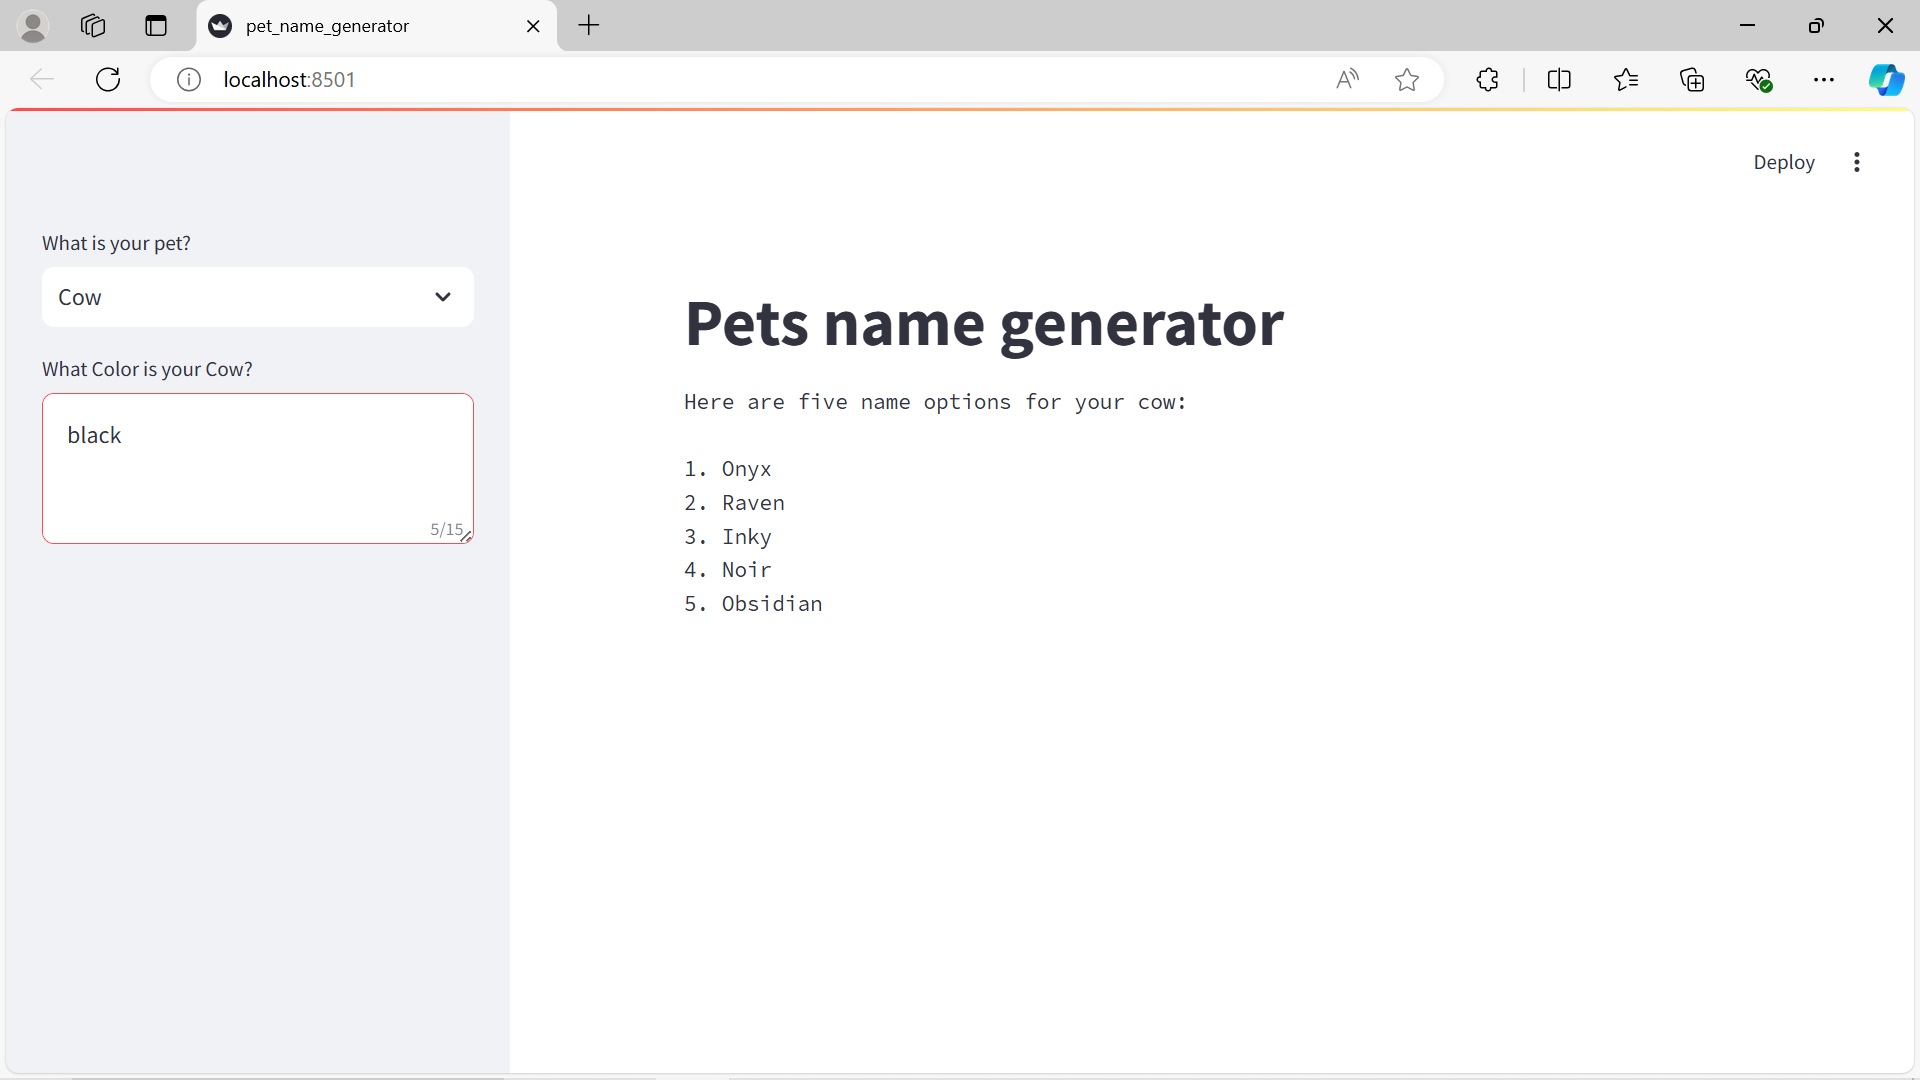 pet_name_generator
localhost:8501
Deploy
What is your pet?
Cow
What Color is your Cow?
black
5/15
Pets name generator
Here are five name options for your cow:
1. Onyx
2. Raven
3. Inky
4. Noir
5. Obsidian